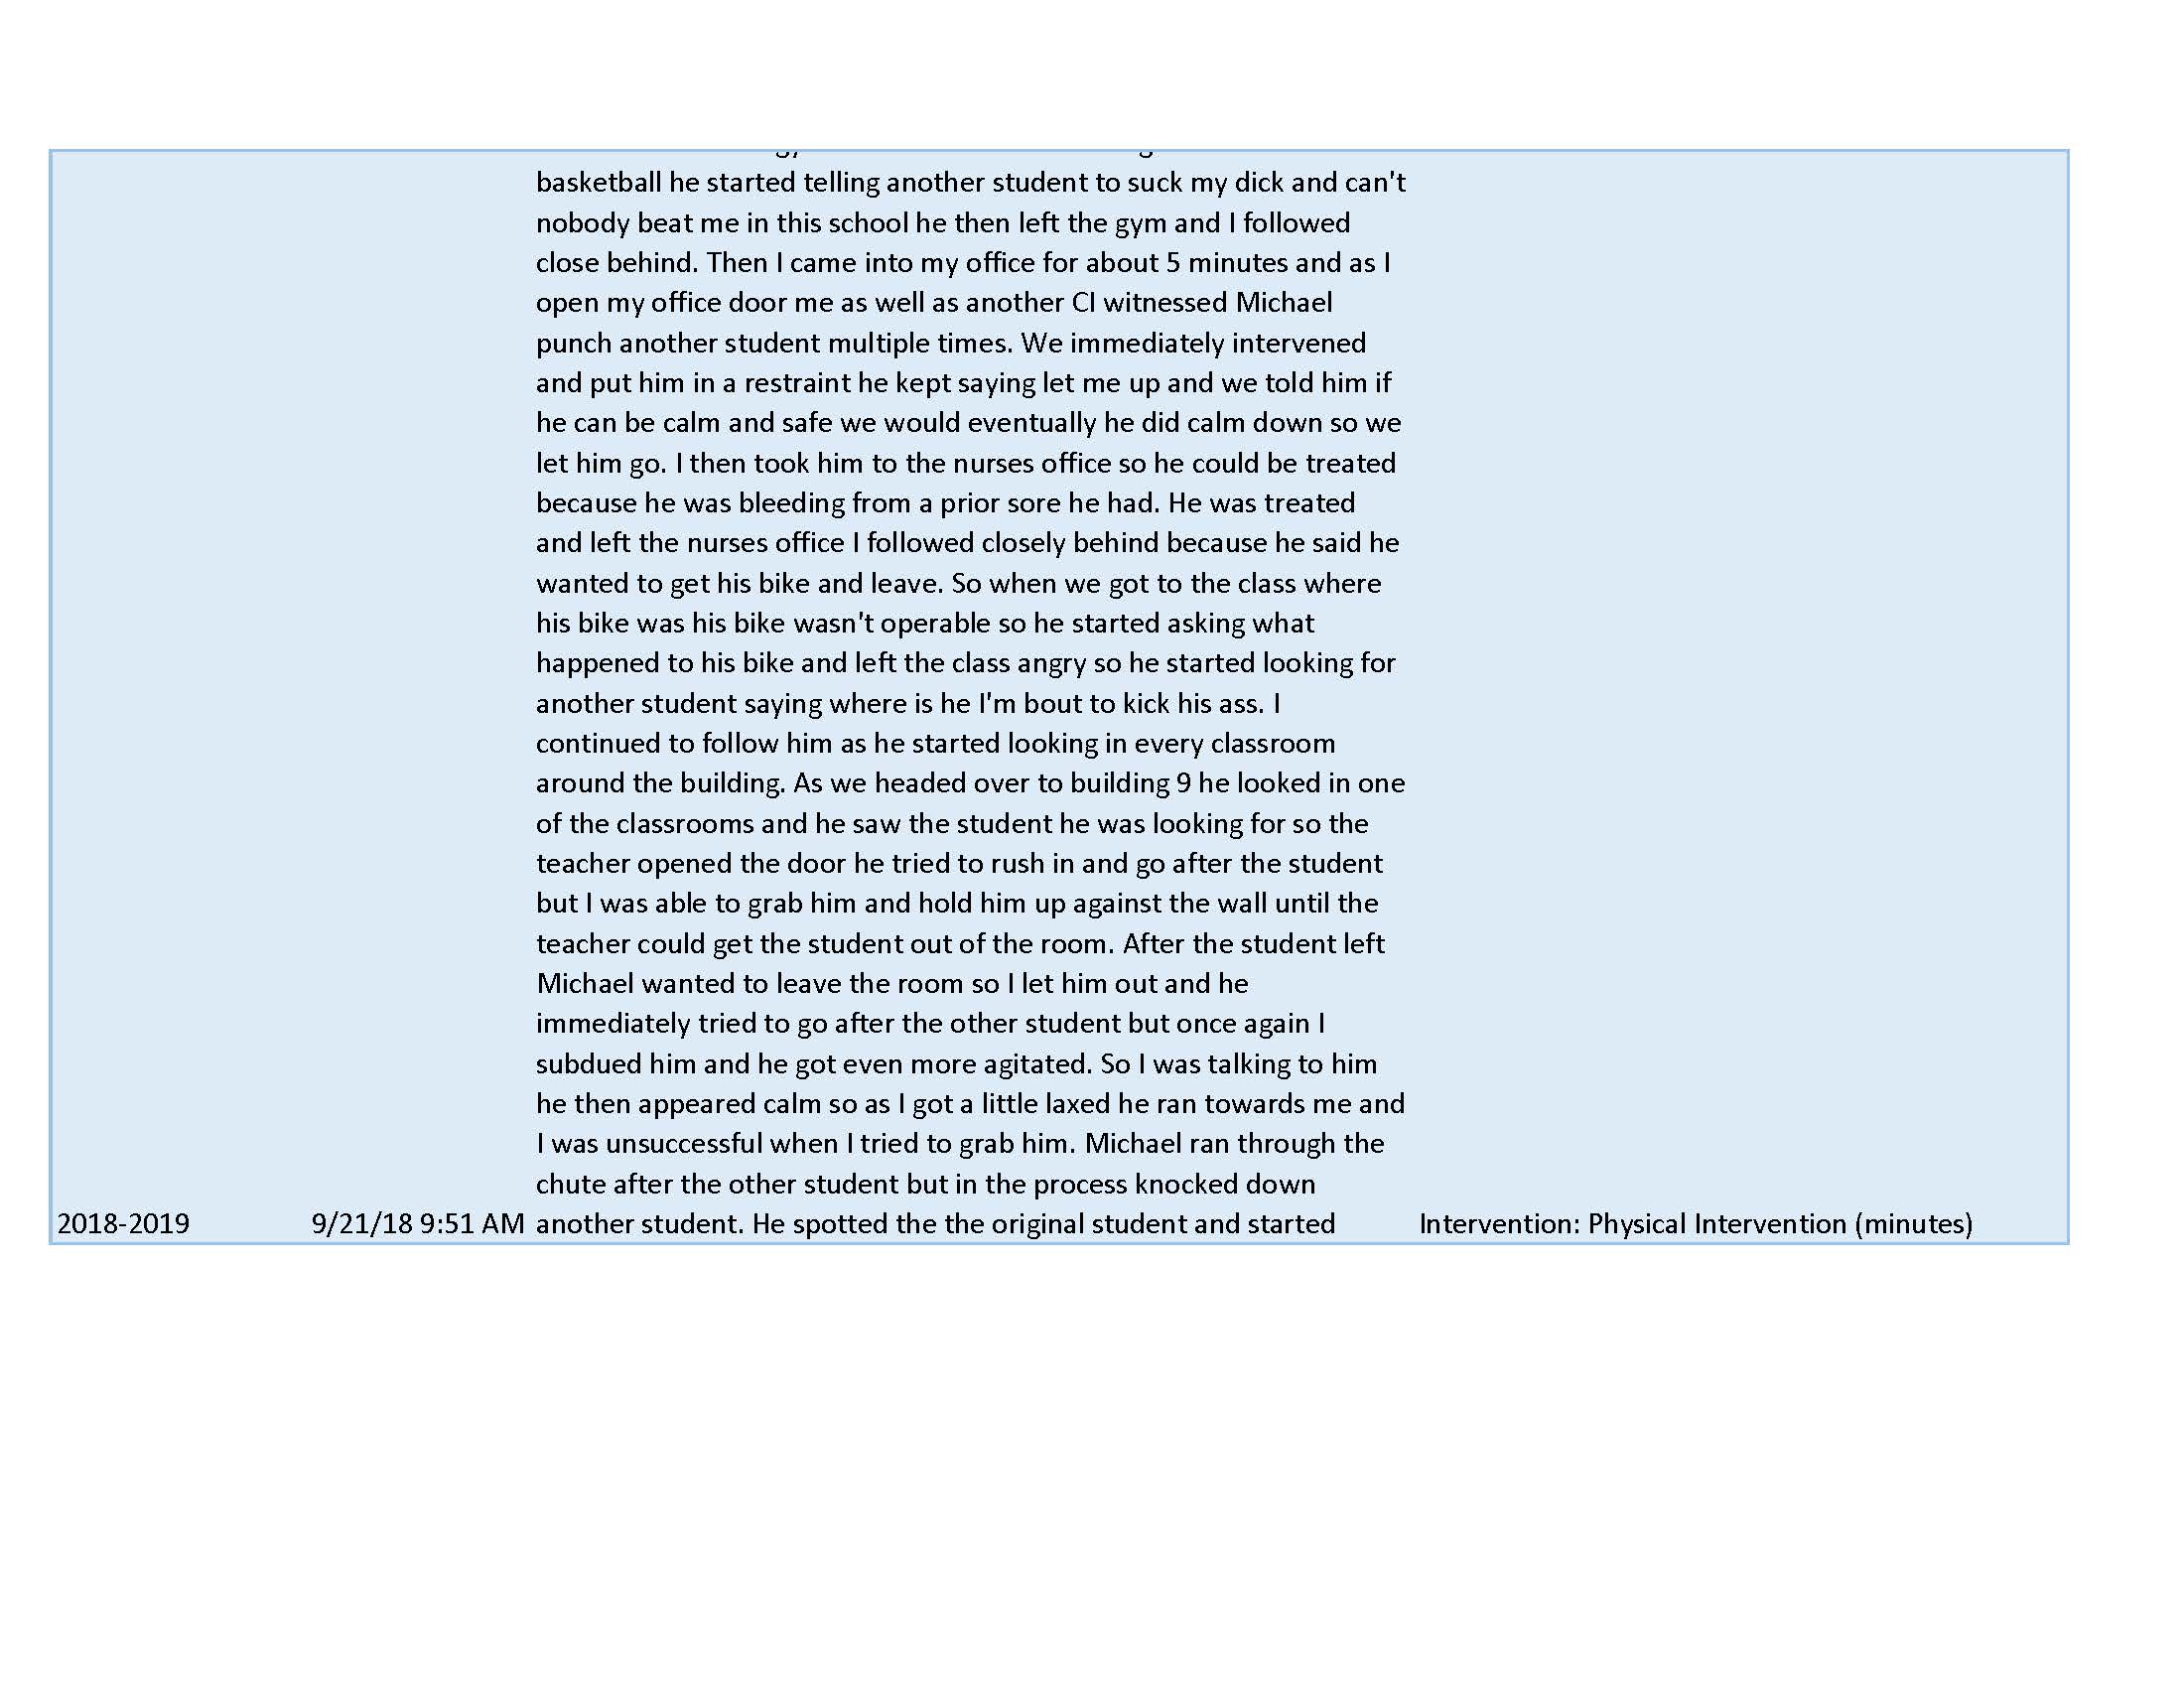 basketball he started telling another student to suck my dick and can't
nobody beat me in this school he then left the gym and I followed
close behind. Then I came into my office for about 5 minutes and as I
open my office door me as well as another CI witnessed Michael
punch another student multiple times. We immediately intervened
and put him in a restraint he kept saying let me up and we told him if
he can be calm and safe we would eventually he did calm down so we
let him go. I then took him to the nurses office so he could be treated
because he was bleeding from a prior sore he had. He was treated
and left the nurses office I followed closely behind because he said he
wanted to get his bike and leave. So when we got to the class where
his bike was his bike wasn't operable so he started asking what
happened to his bike and left the class angry so he started looking for
another student saying where is he I'm bout to kick his ass. I
continued to follow him as he started looking in every classroom
around the building. As we headed over to building 9 he looked in one
of the classrooms and he saw the student he was looking for so the
teacher opened the door he tried to rush in and go after the student
but I was able to grab him and hold him up against the wall until the
teacher could get the student out of the room. After the student left
Michael wanted to leave the room so I let him out and he
immediately tried to go after the other student but once again I
subdued him and he got even more agitated. So I was talking to him
he then appeared calm so as I got a little laxed he ran towards me and
I was unsuccessful when I tried to grab him. Michael ran through the
chute after the other student but in the process knocked down
2018-2019 9/21/18 9:51 AM another student. He spotted the the original student and started Intervention: Physical Intervention (minutes)